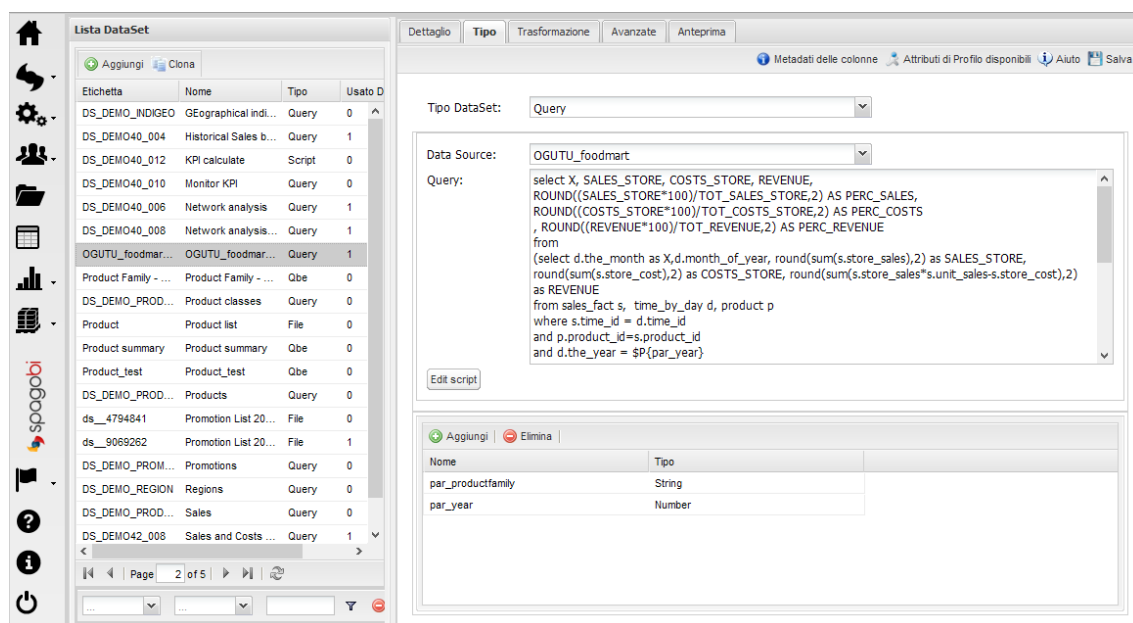 Lista DataSet
Aggiungi Clona
Etichetta Nome Tipo Usato D
DS_DEMO_INDIGEO GEographical indi... Query 0
DS_DEMO40_004 Historical Sales b... Query 1
DS_DEMO40_012 KPI calculate Script 0
DS_DEMO40_010 Monitor KPI Query 0
DS_DEMO40_006 Network analysis Query 1
DS_DEMO40_008 Network analysis... Query 1
OGUTU_foodmar... OGUTU_foodmar... Query 1
Product Family - ... Product Family - ... Qbe 0
DS_DEMO_PROD... Product classes Query 0
Product Product list File 0
Product summary Product summary Qbe 0
Product_test Product_test Qbe 0
DS_DEMO_PROD... Products Query 0
ds__4794841 Promotion List 20... File 0
ds__9069262 Promotion List 20... File 1
DS_DEMO_PROM... Promotions Query 0
DS_DEMO_REGION Regions Query 0
DS_DEMO_PROD... Sales Query 0
DS_DEMO42_008 Sales and Costs ... Query 1
Page 2 of 5
... ...
spagobi
Dettaglio Tipo Trasformazione Avanzate Anteprima
Metadati delle colonne Attributi di Profilo disponibili Aiuto Salva
Tipo DataSet: Query
Data Source: OGUTU_foodmart
Query: select X, SALES_STORE, COSTS_STORE, REVENUE,
ROUND((SALES_STORE*100)/TOT_SALES_STORE,2) AS PERC_SALES,
ROUND((COSTS_STORE*100)/TOT_COSTS_STORE,2) AS PERC_COSTS
, ROUND((REVENUE*100)/TOT_REVENUE,2) AS PERC_REVENUE
from
(select d.the_month as X,d.month_of_year, round(sum(s.store_sales),2) as SALES_STORE,
round(sum(s.store_cost),2) as COSTS_STORE, round(sum(s.store_sales*s.unit_sales-s.store_cost),2)
as REVENUE
from sales_fact s, time_by_day d, product p
where s.time_id = d.time_id
and p.product_id=s.product_id
and d.the_year = $P{par_year}
Edit script
Aggiungi Elimina
Nome Tipo
par_productfamily String
par_year Number